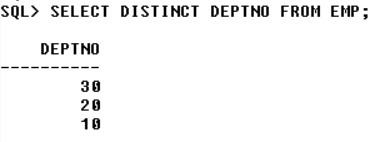 SQL> SELECT DISTINCT DEPTNO FROM EMP;
DEPTNO
----------
30
20
10